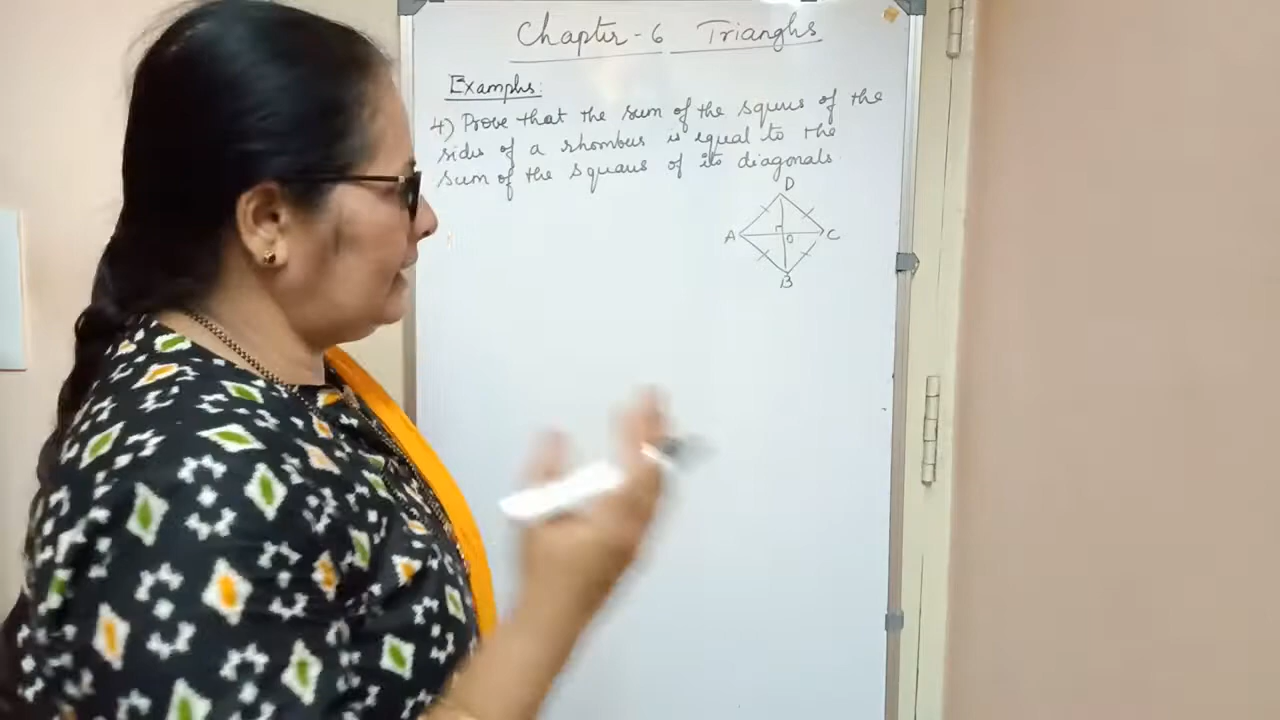 Chapter - 6 Triangles
Examples:
4) Prove that the sum of the squares of the
sides of a rhombus is equal to the
sum of the squares of its diagonals.
D
A O C
B